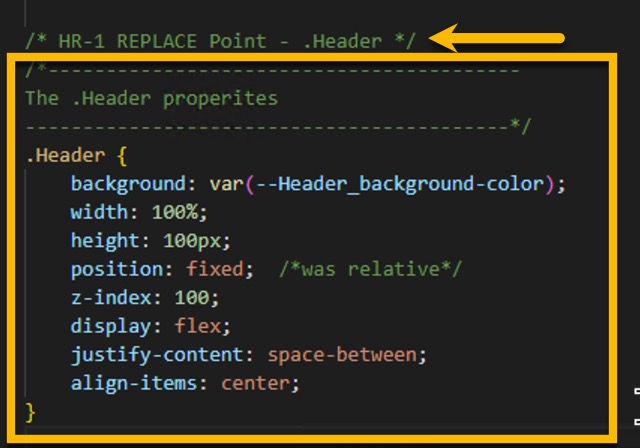 /* HR-1 REPLACE Point - .Header */
/*-----------------------------------------
The .Header properites
------------------------------------------*/
.Header {
background: var(--Header_background-color);
width: 100%;
height: 100px;
position: fixed; /*was relative*/
z-index: 100;
display: flex;
justify-content: space-between;
align-items: center;
}